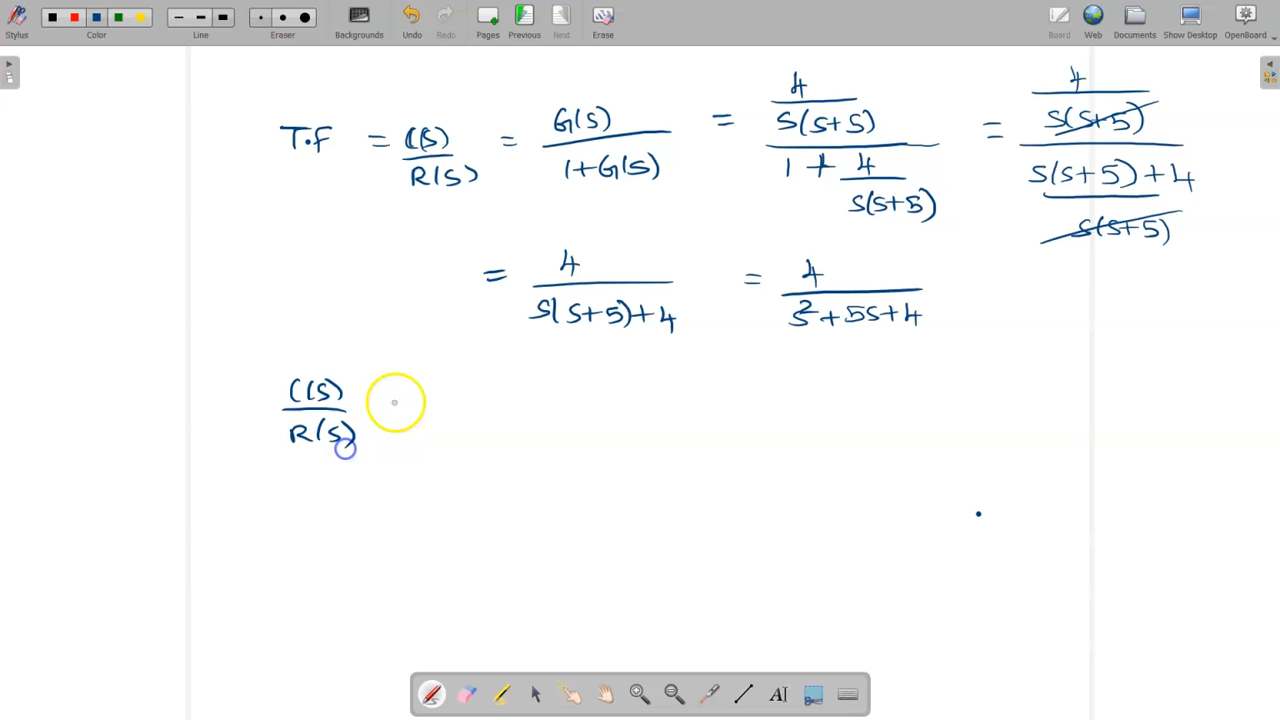 Stylus Color Line Eraser Backgrounds Undo Redo Pages Previous Next Erase Board Web Documents Show Desktop OpenBoard
T.F = C(S)/R(S) = G(S)/1+G(S) = 4/S(S+5) / 1+4/S(S+5) = 4/S(S+5) / S(S+5)+4/S(S+5)
= 4/S(S+5)+4 = 4/S²+5S+4
C(S)/R(S)